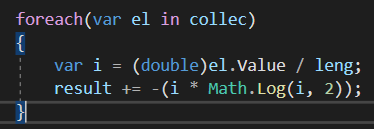 foreach(var el in collec)
{
    var i = (double)el.Value / leng;
    result += -(i * Math.Log(i, 2));
}